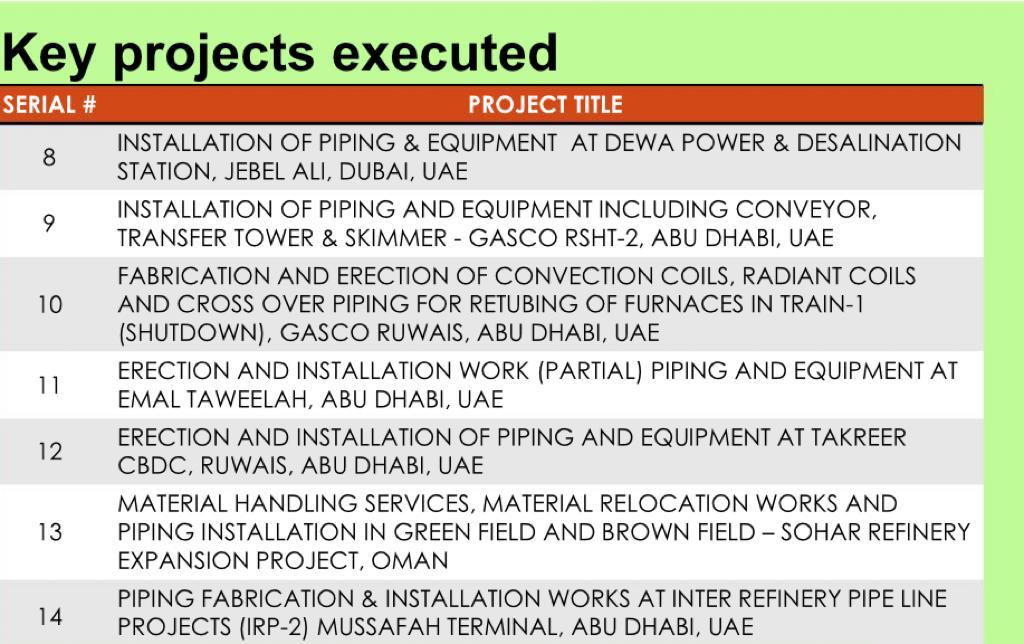 Key projects executed
SERIAL # PROJECT TITLE
8 INSTALLATION OF PIPING & EQUIPMENT AT DEWA POWER & DESALINATION
STATION, JEBEL ALI, DUBAI, UAE
9 INSTALLATION OF PIPING AND EQUIPMENT INCLUDING CONVEYOR,
TRANSFER TOWER & SKIMMER - GASCO RSHT-2, ABU DHABI, UAE
10 FABRICATION AND ERECTION OF CONVECTION COILS, RADIANT COILS
AND CROSS OVER PIPING FOR RETUBING OF FURNACES IN TRAIN-1
(SHUTDOWN), GASCO RUWAIS, ABU DHABI, UAE
11 ERECTION AND INSTALLATION WORK (PARTIAL) PIPING AND EQUIPMENT AT
EMAL TAWEELAH, ABU DHABI, UAE
12 ERECTION AND INSTALLATION OF PIPING AND EQUIPMENT AT TAKREER
CBDC, RUWAIS, ABU DHABI, UAE
13 MATERIAL HANDLING SERVICES, MATERIAL RELOCATION WORKS AND
PIPING INSTALLATION IN GREEN FIELD AND BROWN FIELD – SOHAR REFINERY
EXPANSION PROJECT, OMAN
14 PIPING FABRICATION & INSTALLATION WORKS AT INTER REFINERY PIPE LINE
PROJECTS (IRP-2) MUSSAFAH TERMINAL, ABU DHABI, UAE